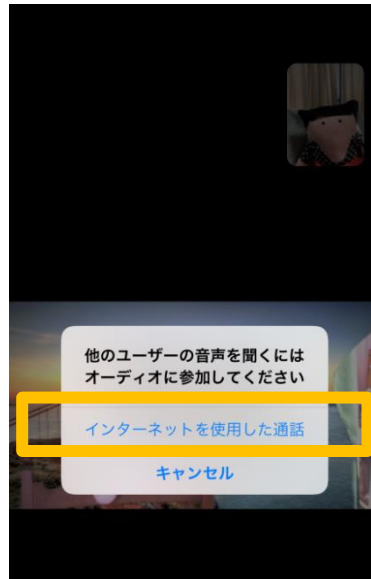 他のユーザーの音声を聞くには
オーディオに参加してください
インターネットを使用した通話
キャンセル